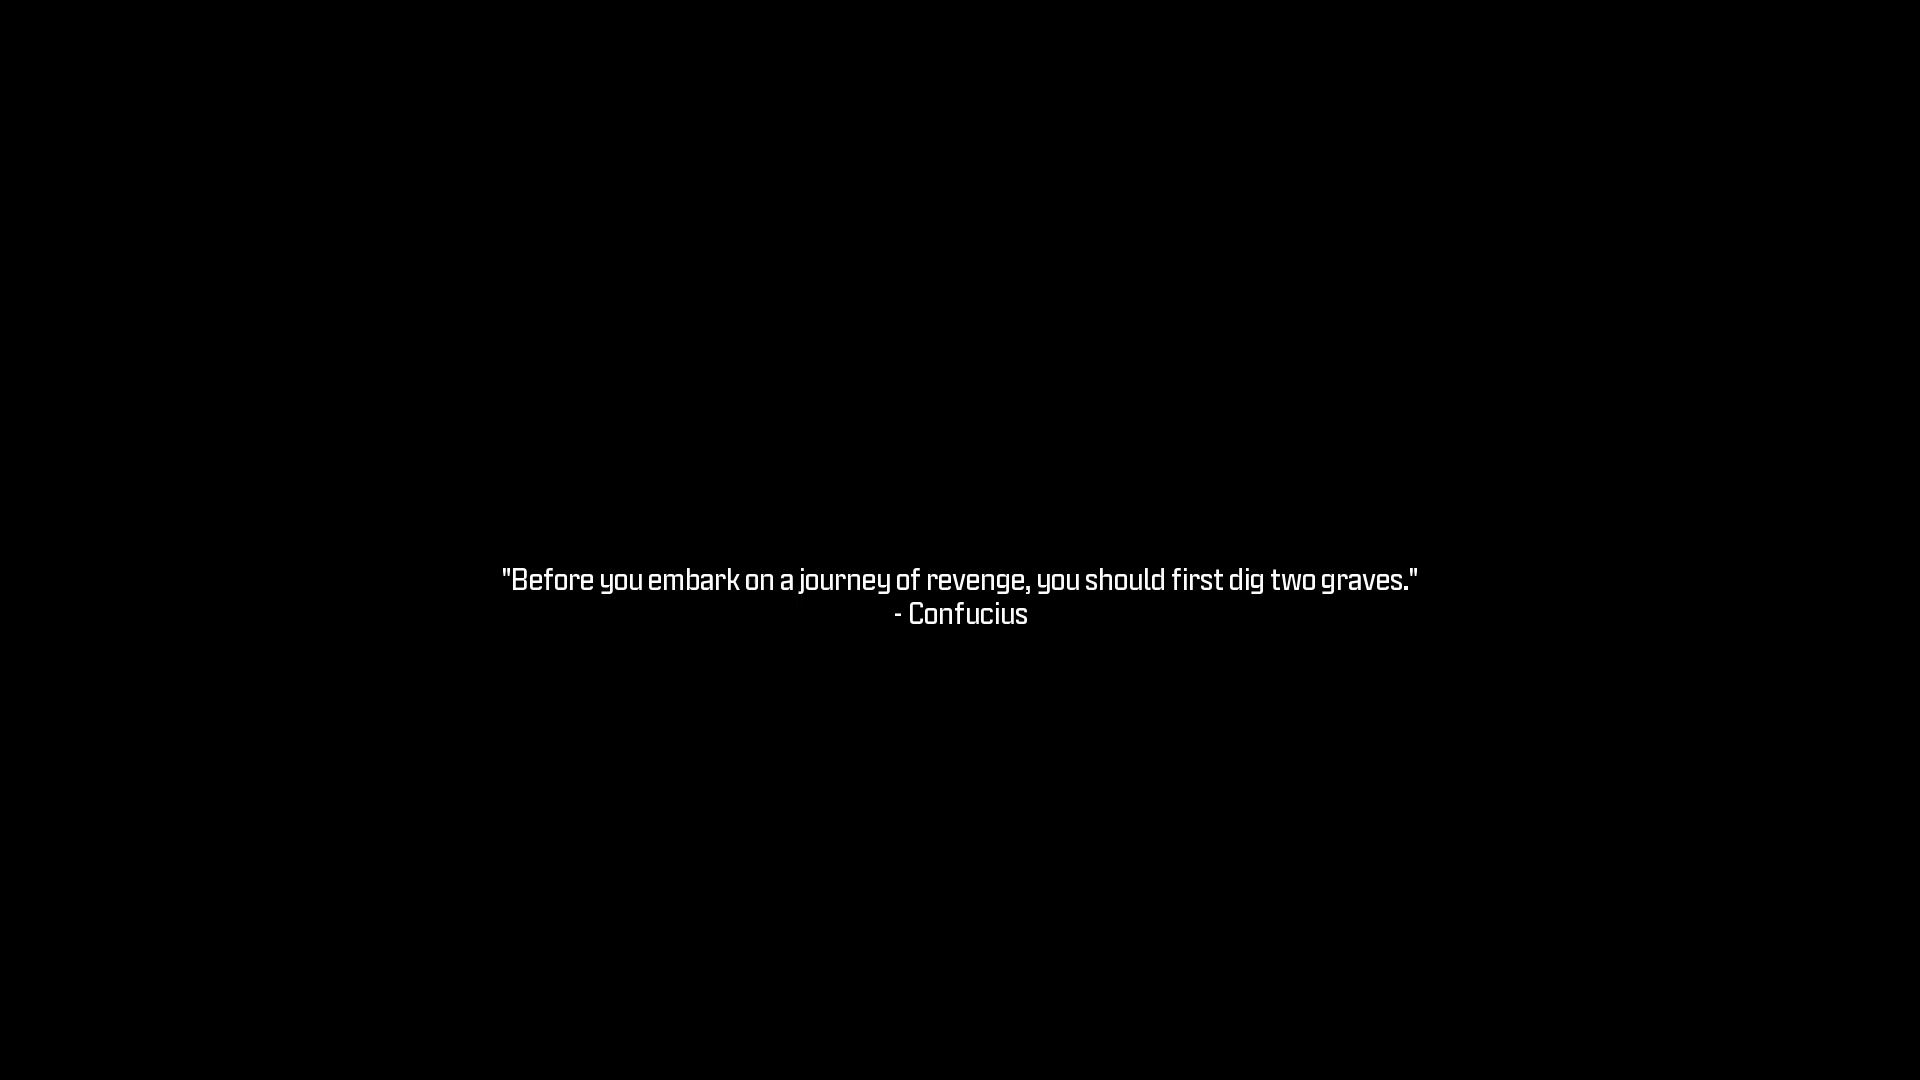 "Before you embark on a journey of revenge, you should first dig two graves."
- Confucius